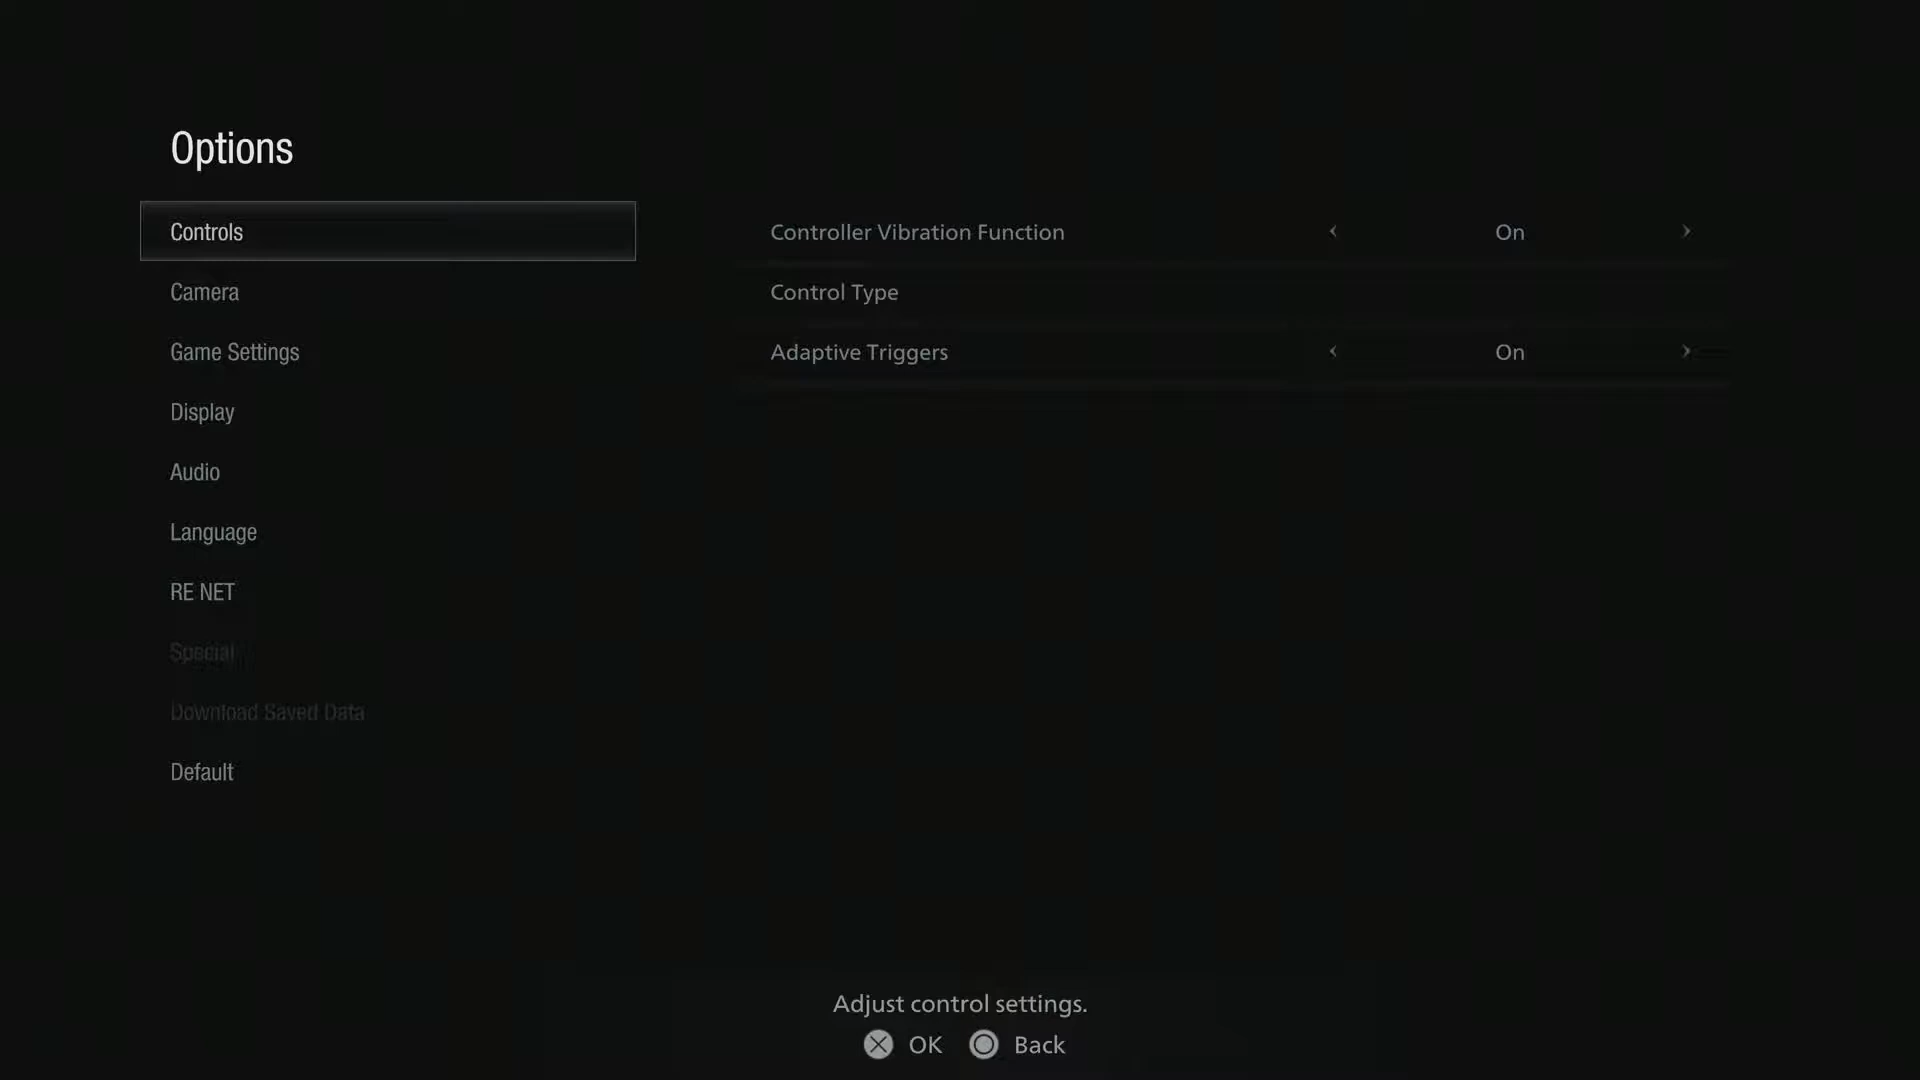 Options
Controls
Camera
Game Settings
Display
Audio
Language
RE NET
Special
Download Saved Data
Default
Controller Vibration Function On
Control Type
Adaptive Triggers On
Adjust control settings.
OK Back